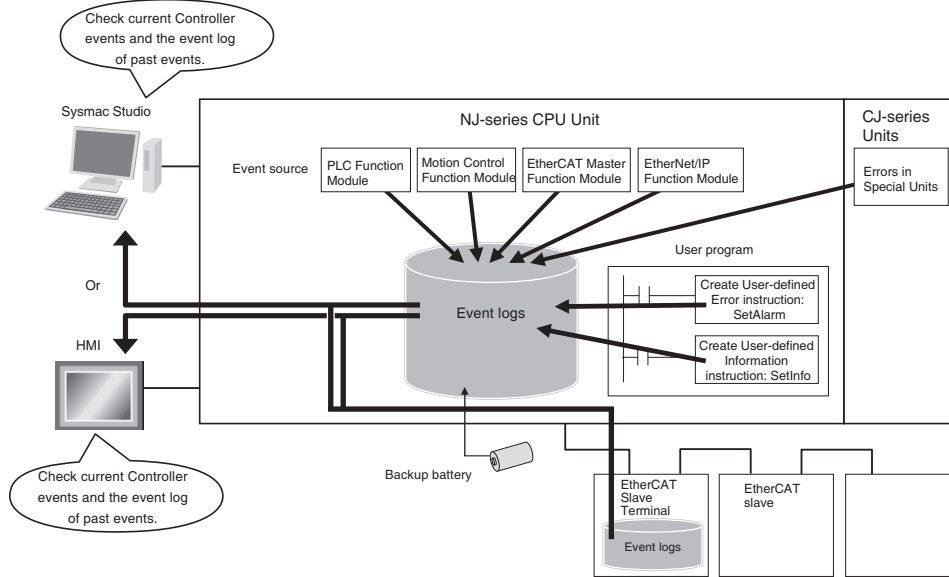 Check current Controller
events and the event log
of past events.
Sysmac Studio
NJ-series CPU Unit
CJ-series
Units
Event source
PLC Function
Module
Motion Control
Function Module
EtherCAT Master
Function Module
EtherNet/IP
Function Module
Errors in
Special Units
User program
Or
Event logs
Create User-defined
Error instruction:
SetAlarm
HMI
Create User-defined
Information
instruction: SetInfo
Backup battery
Check current Controller
events and the event log
of past events.
EtherCAT
Slave
Terminal
Event logs
EtherCAT
slave